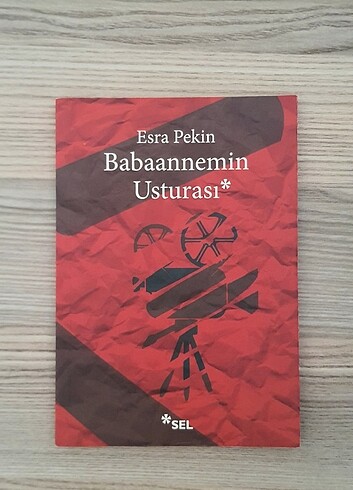 Esra Pekin
Babaannemin
Usturası*
*SEL